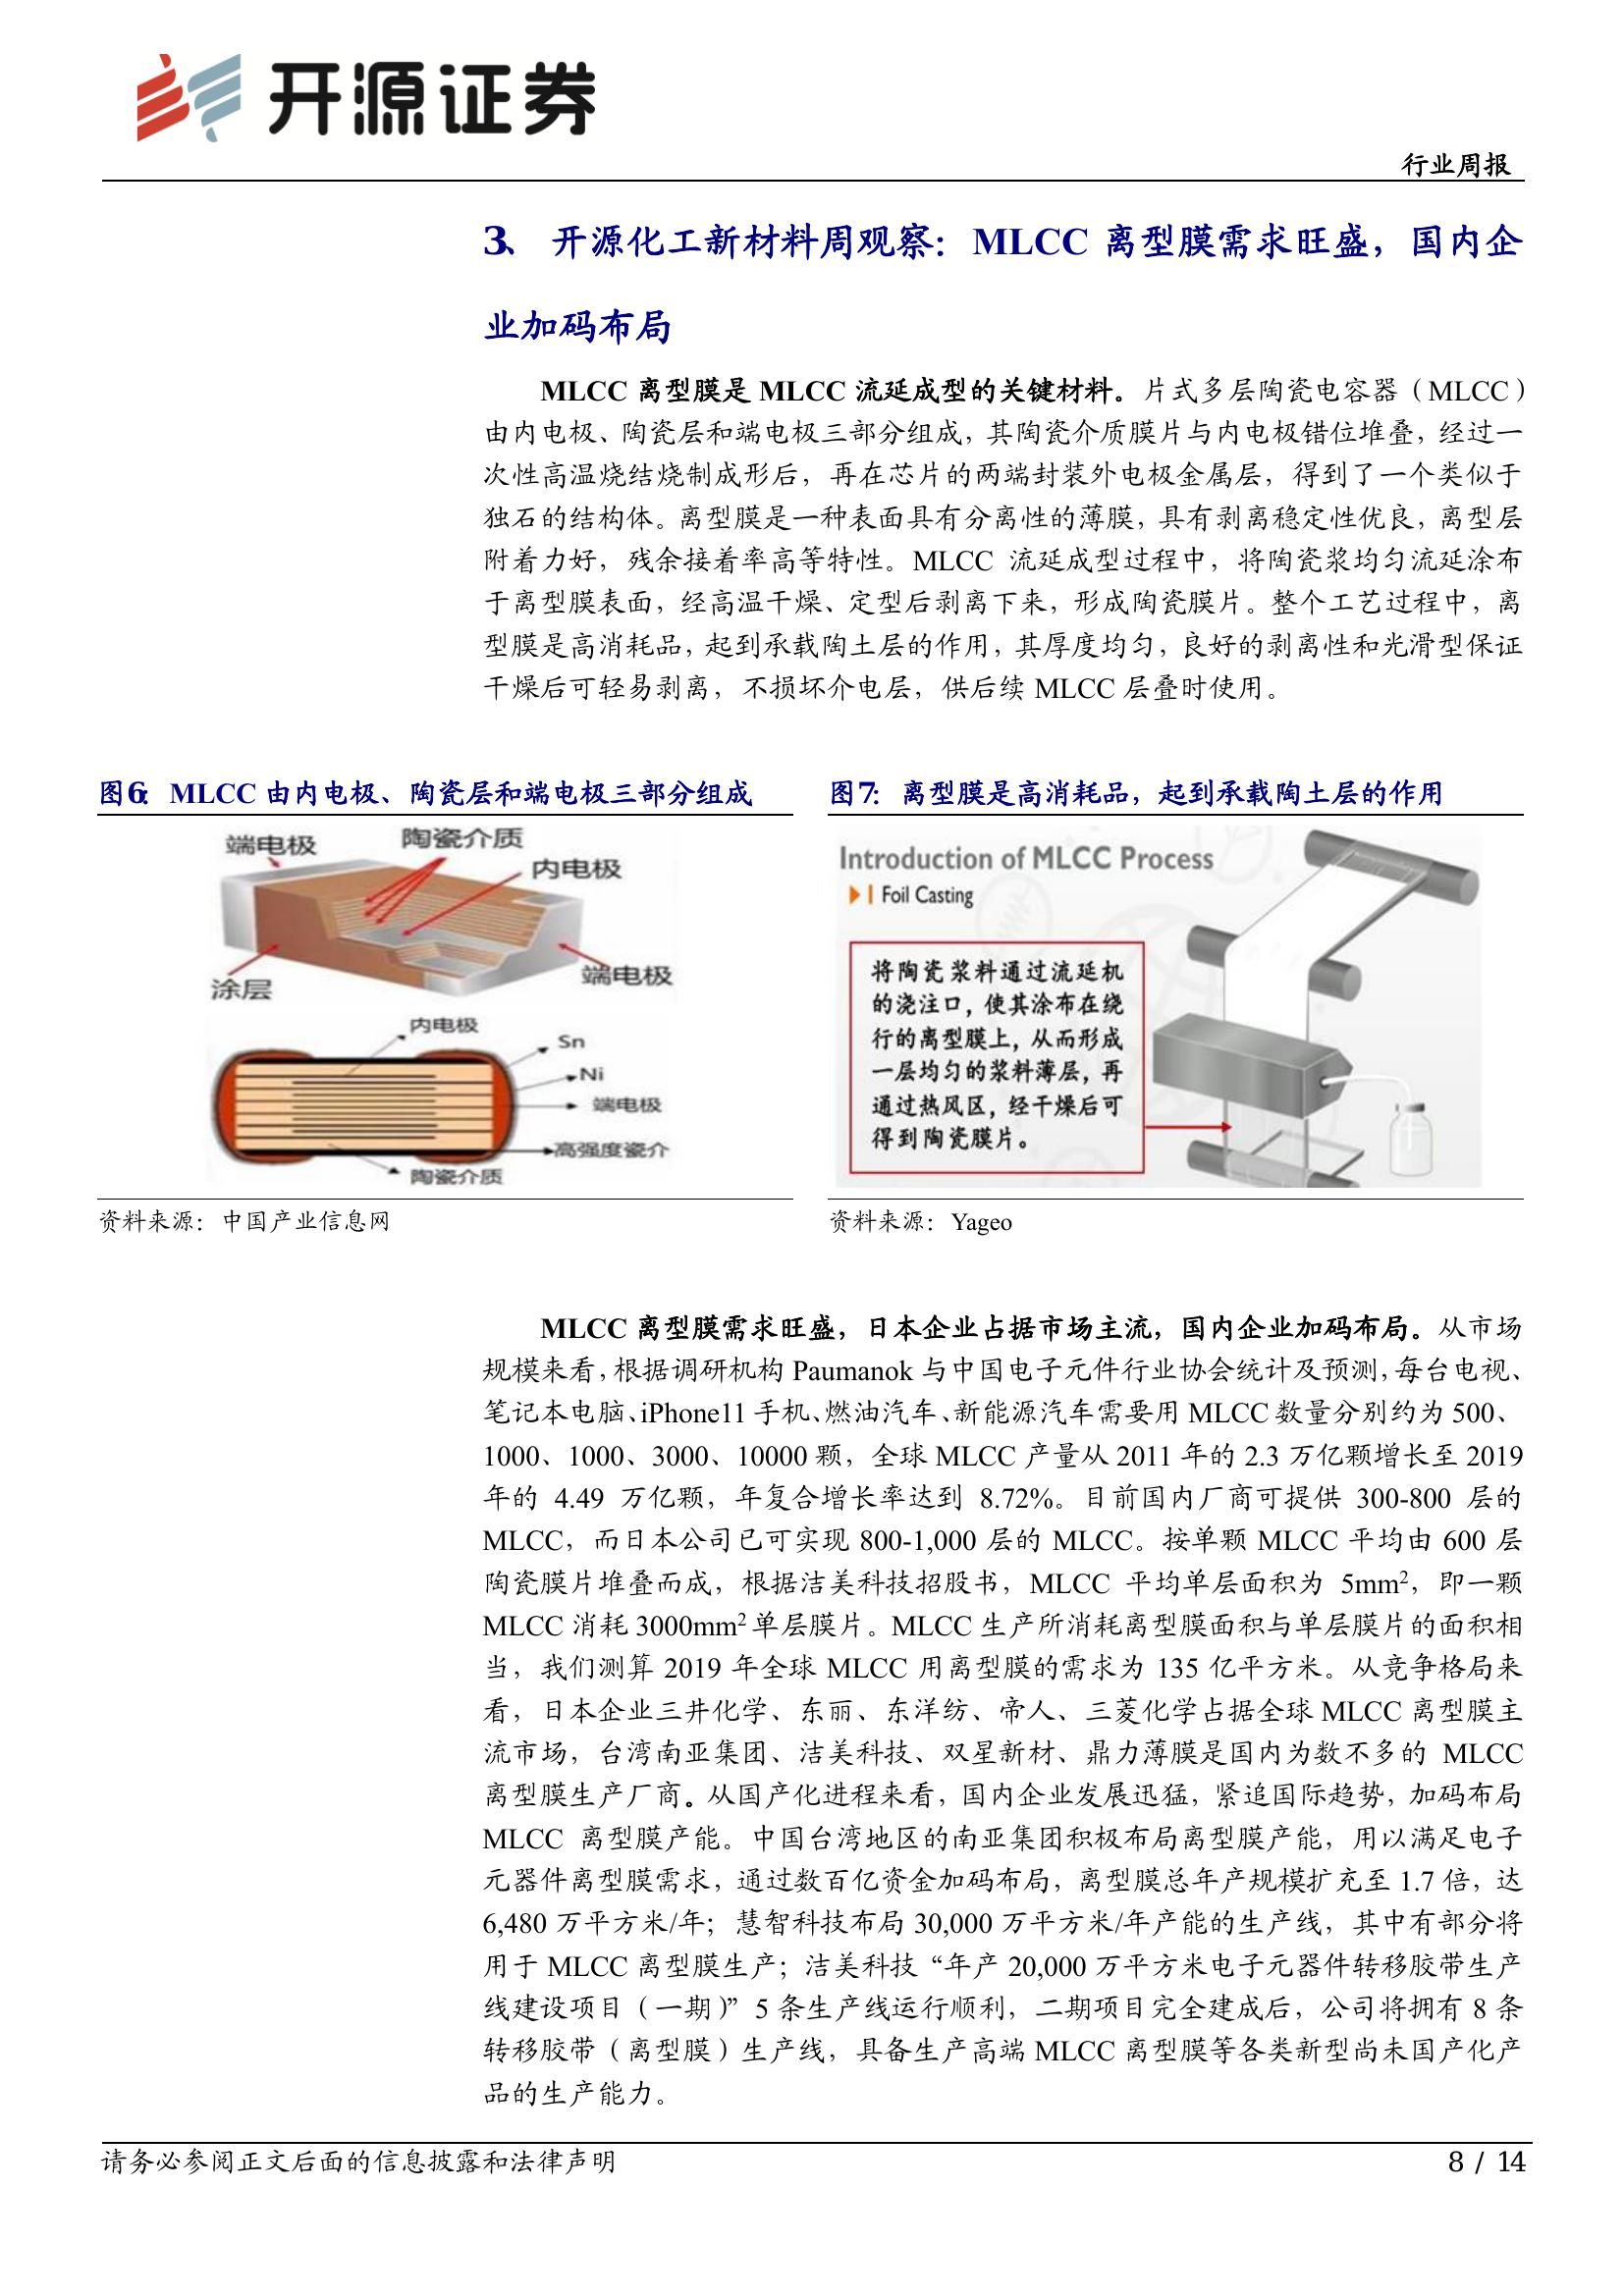 开源证券
行业周报
3、 开源化工新材料周观察：MLCC 离型膜需求旺盛，国内企
业加码布局
MLCC 离型膜是 MLCC 流延成型的关键材料。片式多层陶瓷电容器（MLCC）
由内电极、陶瓷层和端电极三部分组成，其陶瓷介质膜片与内电极错位堆叠，经过一
次性高温烧结烧制成形后，再在芯片的两端封装外电极金属层，得到了一个类似于
独石的结构体。离型膜是一种表面具有分离性的薄膜，具有剥离稳定性优良，离型层
附着力好，残余接着率高等特性。MLCC 流延成型过程中，将陶瓷浆均匀流延涂布
于离型膜表面，经高温干燥、定型后剥离下来，形成陶瓷膜片。整个工艺过程中，离
型膜是高消耗品，起到承载陶土层的作用，其厚度均匀，良好的剥离性和光滑型保证
干燥后可轻易剥离，不损坏介电层，供后续 MLCC 层叠时使用。
图6：MLCC 由内电极、陶瓷层和端电极三部分组成
端电极
陶瓷介质
内电极
涂层
端电极
内电极
Sn
Ni
端电极
高强度瓷介
陶瓷介质
资料来源：中国产业信息网
图7：离型膜是高消耗品，起到承载陶土层的作用
Introduction of MLCC Process
1 Foil Casting
将陶瓷浆料通过流延机
的浇注口，使其涂布在绕
行的离型膜上，从而形成
一层均匀的浆料薄层，再
通过热风区，经干燥后可
得到陶瓷膜片。
资料来源：Yageo
MLCC 离型膜需求旺盛，日本企业占据市场主流，国内企业加码布局。从市场
规模来看，根据调研机构 Paumanok 与中国电子元件行业协会统计及预测，每台电视、
笔记本电脑、iPhone11 手机、燃油汽车、新能源汽车需要用 MLCC 数量分别约为 500、
1000、1000、3000、10000 颗，全球 MLCC 产量从 2011 年的 2.3 万亿颗增长至 2019
年的 4.49 万亿颗，年复合增长率达到 8.72%。目前国内厂商可提供 300-800 层的
MLCC，而日本公司已可实现 800-1,000 层的 MLCC。按单颗 MLCC 平均由 600 层
陶瓷膜片堆叠而成，根据洁美科技招股书，MLCC 平均单层面积为 5mm²，即一颗
MLCC 消耗 3000mm² 单层膜片。MLCC 生产所消耗离型膜面积与单层膜片的面积相
当，我们测算 2019 年全球 MLCC 用离型膜的需求为 135 亿平方米。从竞争格局来
看，日本企业三井化学、东丽、东洋纺、帝人、三菱化学占据全球 MLCC 离型膜主
流市场，台湾南亚集团、洁美科技、双星新材、鼎力薄膜是国内为数不多的 MLCC
离型膜生产厂商。从国产化进程来看，国内企业发展迅猛，紧追国际趋势，加码布局
MLCC 离型膜产能。中国台湾地区的南亚集团积极布局离型膜产能，用以满足电子
元器件离型膜需求，通过数百亿资金加码布局，离型膜总年产规模扩充至 1.7 倍，达
6,480 万平方米/年；慧智科技布局 30,000 万平方米/年产能的生产线，其中有部分将
用于 MLCC 离型膜生产；洁美科技“年产 20,000 万平方米电子元器件转移胶带生产
线建设项目（一期）”5 条生产线运行顺利，二期项目完全建成后，公司将拥有 8 条
转移胶带（离型膜）生产线，具备生产高端 MLCC 离型膜等各类新型尚未国产化产
品的生产能力。
请务必参阅正文后面的信息披露和法律声明
8 / 14